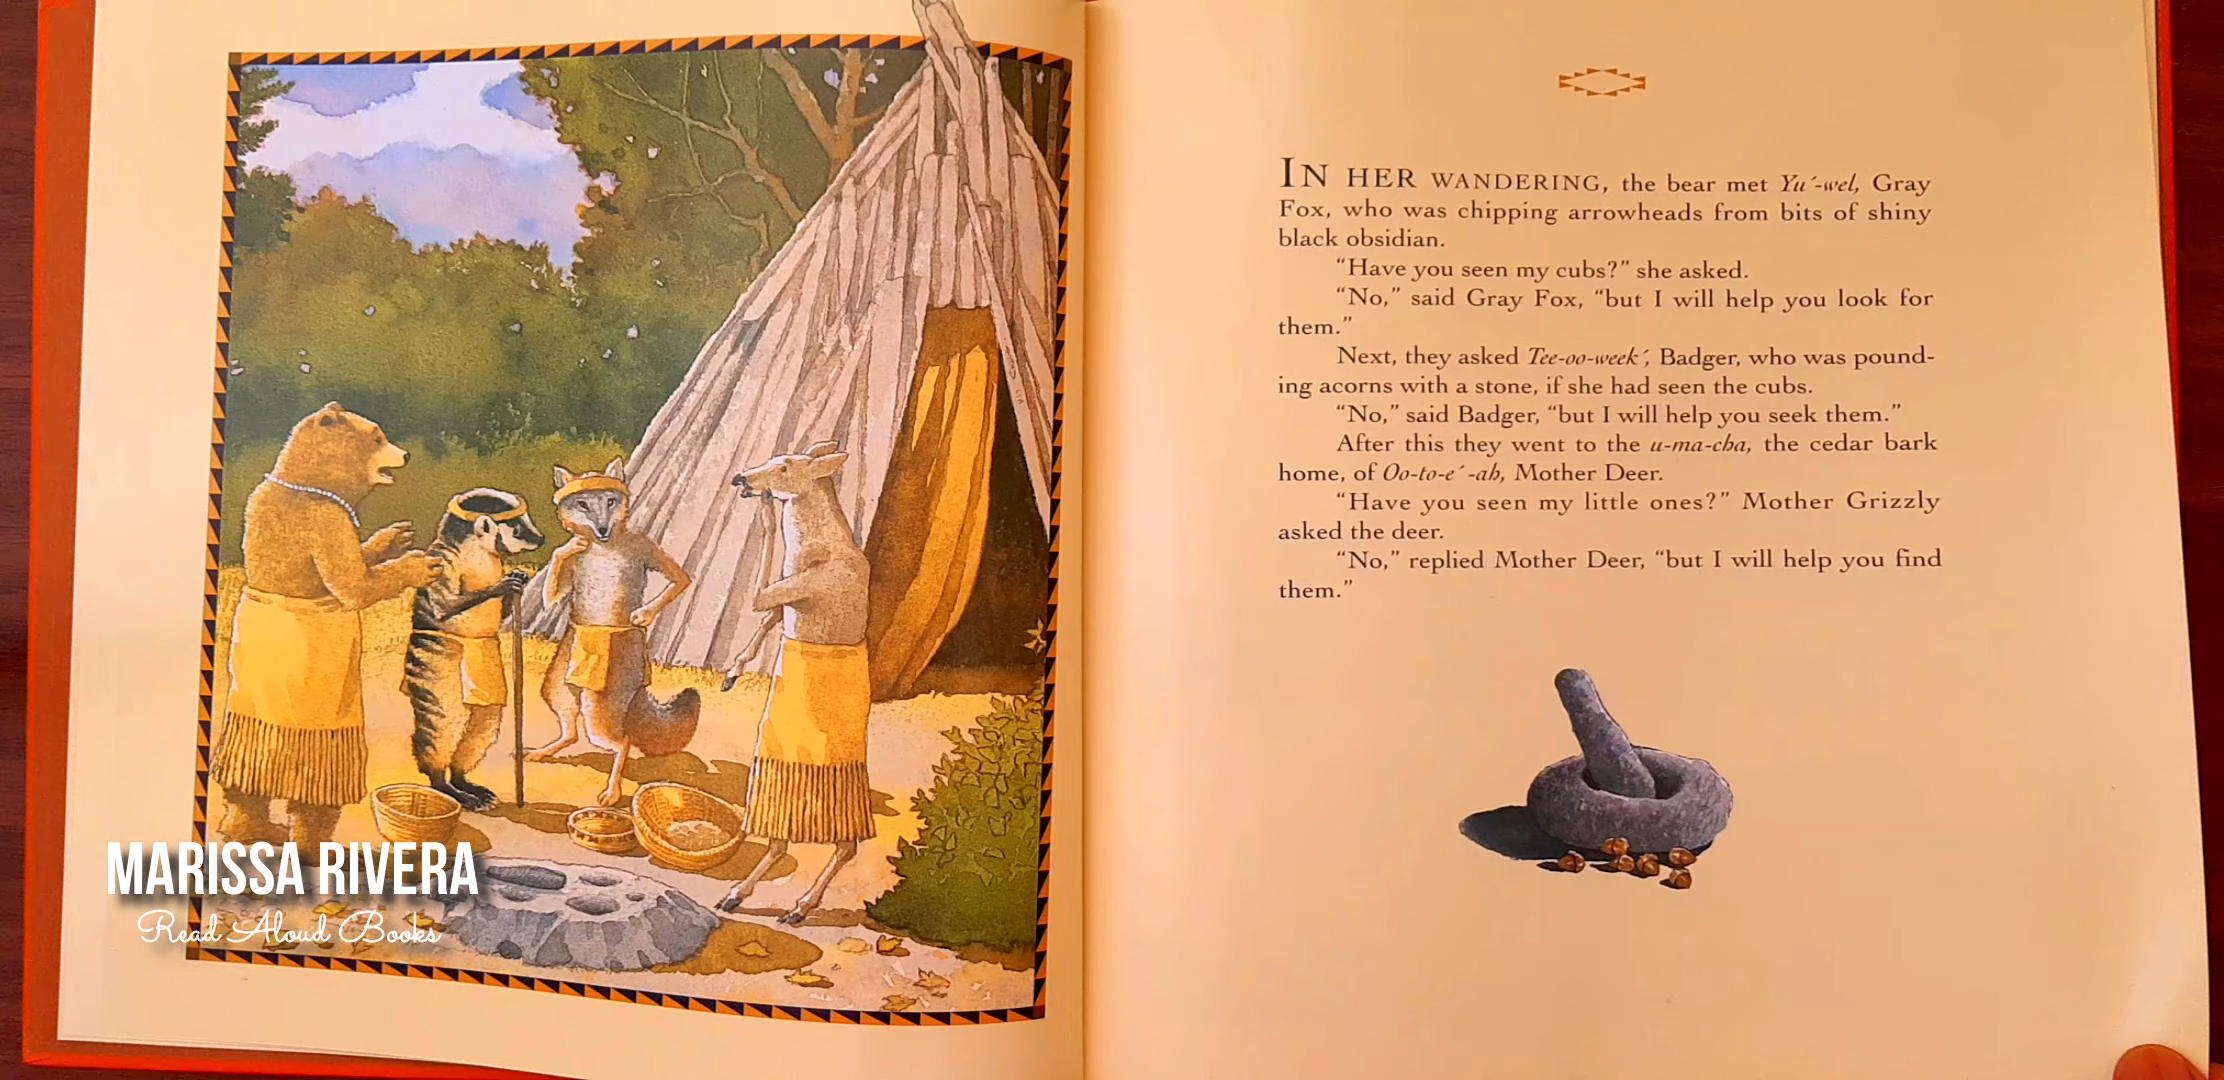 IN HER WANDERING, the bear met Yu´-wel, Gray
Fox, who was chipping arrowheads from bits of shiny
black obsidian.
“Have you seen my cubs?” she asked.
“No,” said Gray Fox, “but I will help you look for
them.”
Next, they asked Tee-oo-week´, Badger, who was pound-
ing acorns with a stone, if she had seen the cubs.
“No,” said Badger, “but I will help you seek them.”
After this they went to the u-ma-cha, the cedar bark
home, of Oo-to-e´-ah, Mother Deer.
“Have you seen my little ones?” Mother Grizzly
asked the deer.
“No,” replied Mother Deer, “but I will help you find
them.”
MARISSA RIVERA
Read Aloud Books